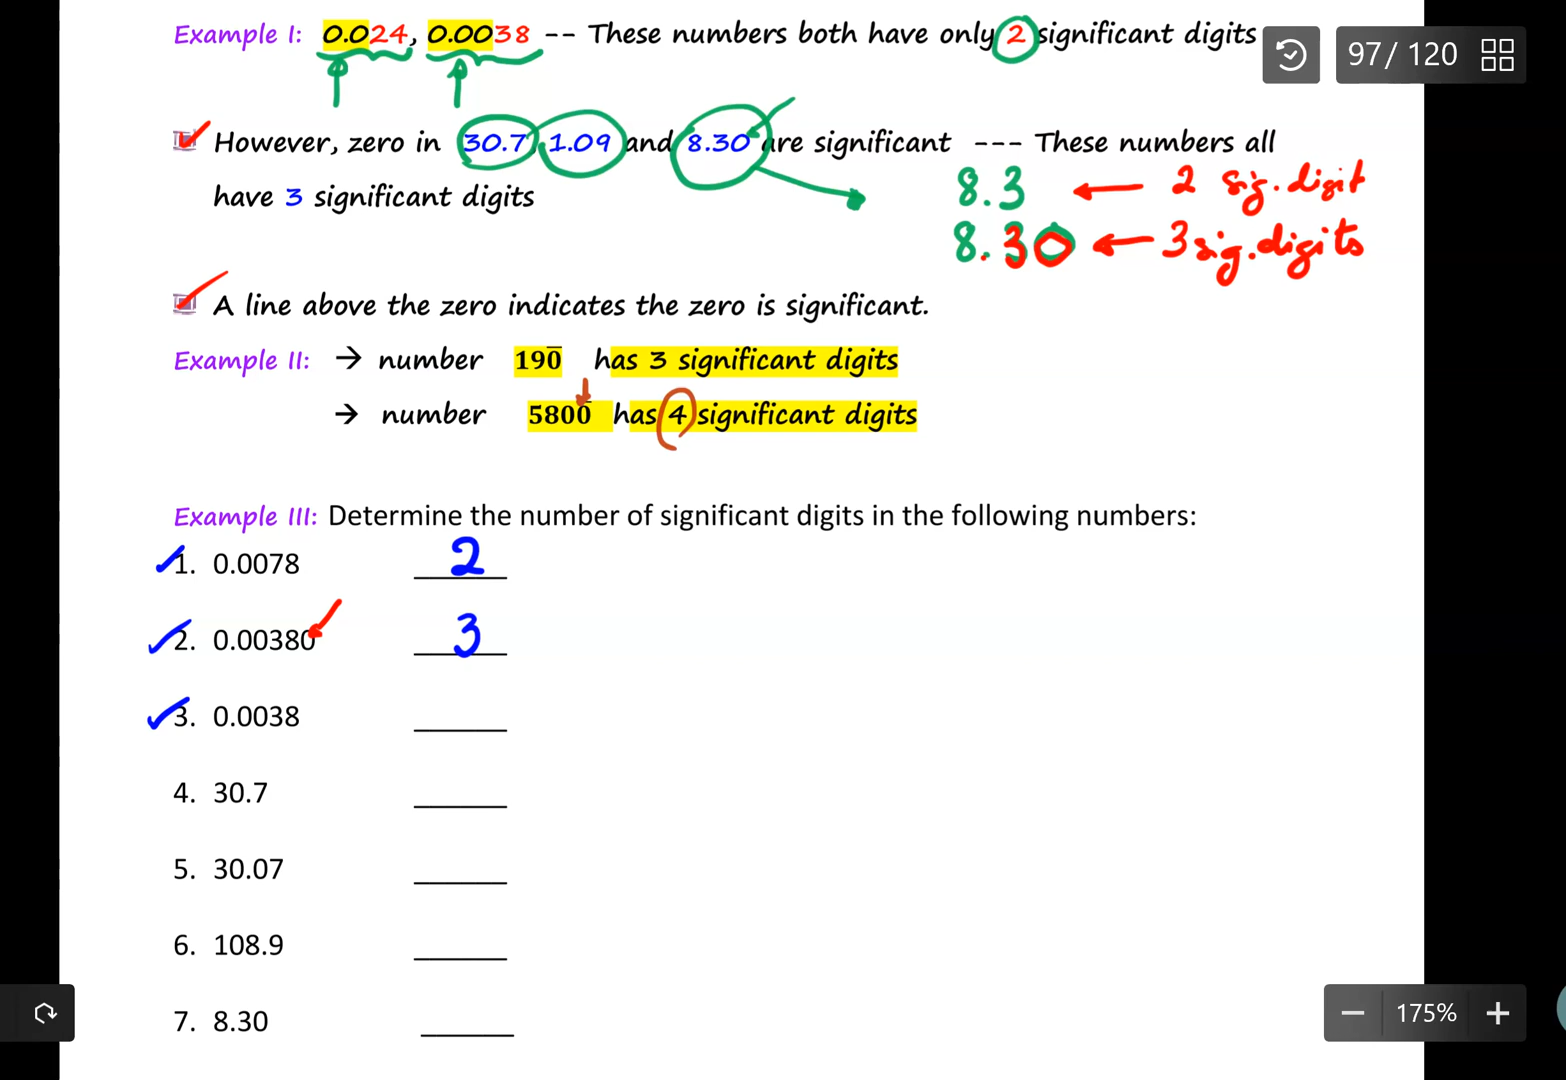 Example I: 0.024, 0.0038 -- These numbers both have only 2 significant digits
97/ 120
However, zero in 30.7, 1.09 and 8.30 are significant --- These numbers all
have 3 significant digits
8.3 ← 2 sig. digit
8.30 ← 3 sig. digits
A line above the zero indicates the zero is significant.
Example II: → number 190̅ has 3 significant digits
→ number 5800̅ has 4 significant digits
Example III: Determine the number of significant digits in the following numbers:
1. 0.0078 2
2. 0.00380 3
3. 0.0038
4. 30.7
5. 30.07
6. 108.9
7. 8.30
175%